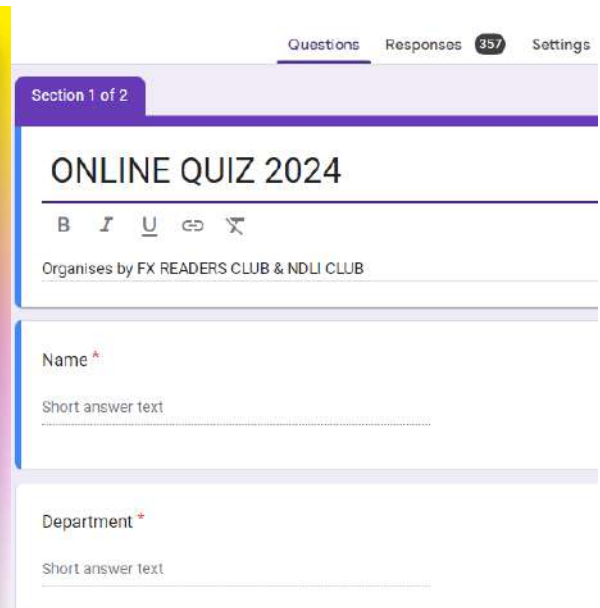 Questions Responses 357 Settings
Section 1 of 2
ONLINE QUIZ 2024
B I U
Organises by FX READERS CLUB & NDLI CLUB
Name *
Short answer text
Department *
Short answer text